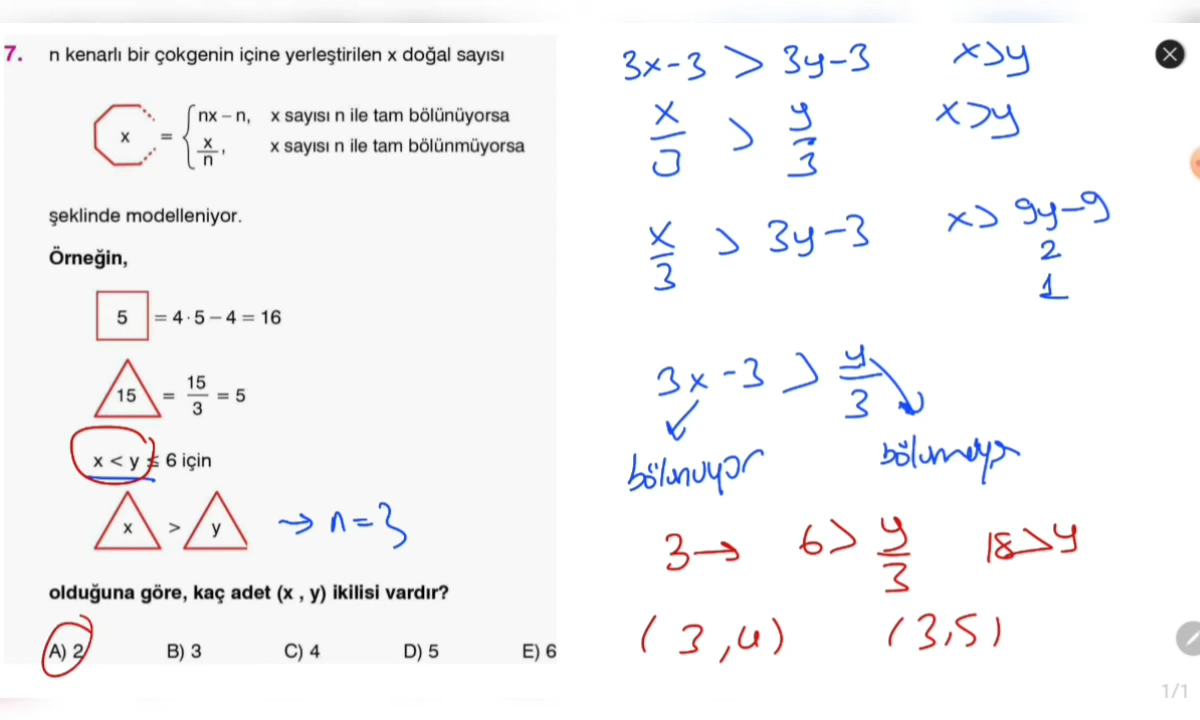 7. n kenarlı bir çokgenin içine yerleştirilen x doğal sayısı
x = { nx – n, x sayısı n ile tam bölünüyorsa
x/n, x sayısı n ile tam bölünmüyorsa
şeklinde modelleniyor.
Örneğin,
5 = 4 · 5 – 4 = 16
15 = 15/3 = 5
x < y ≤ 6 için
x > y → n=3
olduğuna göre, kaç adet (x , y) ikilisi vardır?
A) 2 B) 3 C) 4 D) 5 E) 6
3x-3 > 3y-3 x>y
x/3 > y/3 x>y
x/3 > 3y-3 x> 9y-9
2
1
3x-3 > y/3
bölünüyor
3→ 6> y/3 18>y
(3,4) (3,5)
1/1